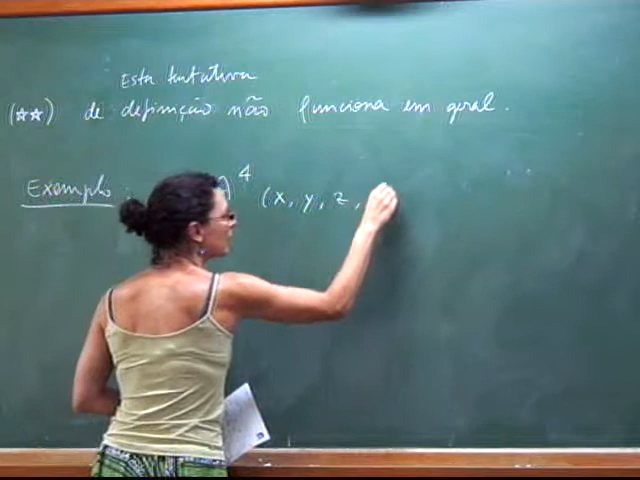 Esta tentativa
(☆☆) de definição não funciona em geral.
Exemplo : 4 (x, y, z,